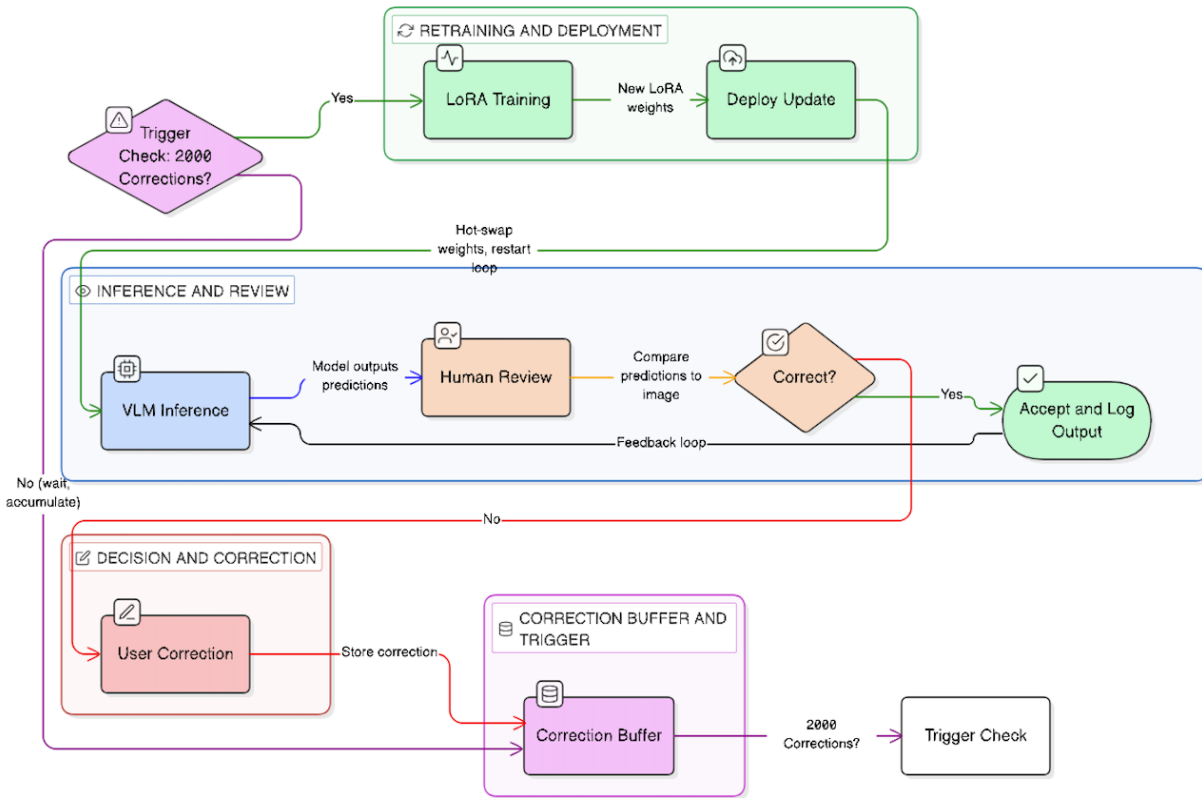 RETRAINING AND DEPLOYMENT
LoRA Training
New LoRA
weights
Deploy Update
Yes
Trigger
Check: 2000
Corrections?
Hot-swap
weights, restart
loop
INFERENCE AND REVIEW
VLM Inference
Model outputs
predictions
Human Review
Compare
predictions to
image
Correct?
Yes
Accept and Log
Output
Feedback loop
No (wait,
accumulate)
No
DECISION AND CORRECTION
User Correction
Store correction
CORRECTION BUFFER AND
TRIGGER
Correction Buffer
2000
Corrections?
Trigger Check